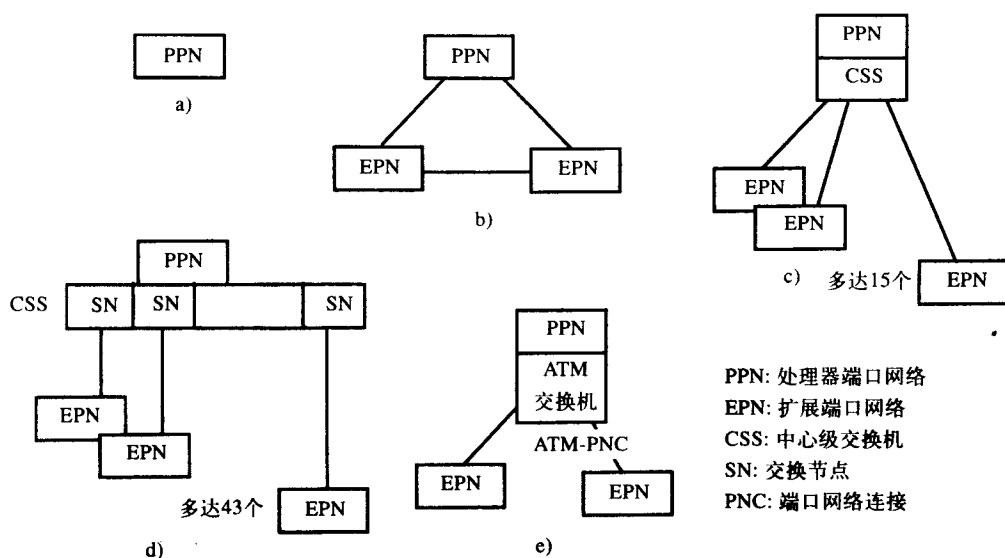 PPN
a)
PPN
EPN
EPN
b)
PPN
CSS
EPN
EPN
c)
多达15个
EPN
PPN
CSS
SN
SN
SN
EPN
EPN
多达43个
EPN
d)
PPN
ATM
交换机
ATM-PNC
EPN
EPN
e)
PPN: 处理器端口网络
EPN: 扩展端口网络
CSS: 中心级交换机
SN: 交换节点
PNC: 端口网络连接